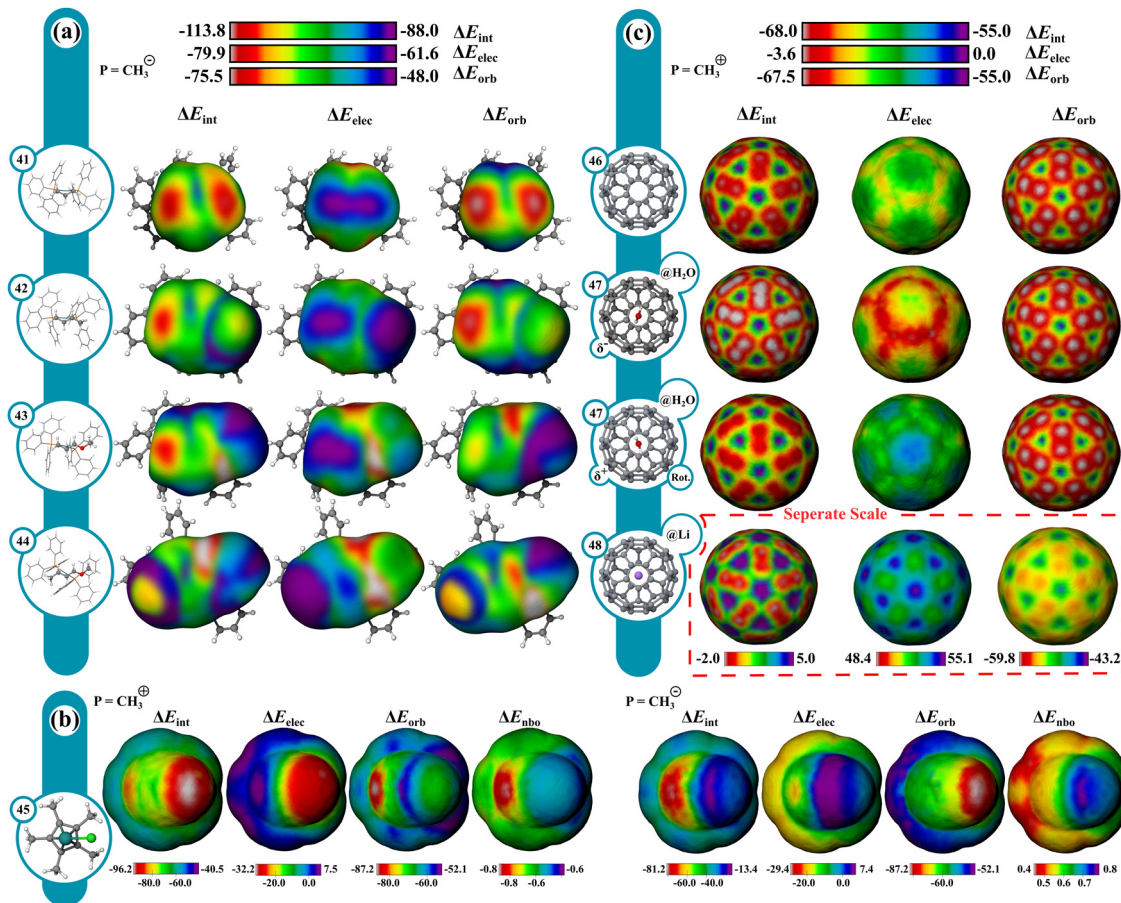 (a)
P = CH3⊖
-113.8 -88.0 ΔEint
-79.9 -61.6 ΔEelec
-75.5 -48.0 ΔEorb
ΔEint ΔEelec ΔEorb
41
42
43
44
(c)
P = CH3⊕
-68.0 -55.0 ΔEint
-3.6 0.0 ΔEelec
-67.5 -55.0 ΔEorb
ΔEint ΔEelec ΔEorb
46
@H2O
47
δ-
@H2O
47
δ+ Rot.
Seperate Scale
@Li
48
-2.0 5.0 48.4 55.1 -59.8 -43.2
(b)
P = CH3⊕
ΔEint ΔEelec ΔEorb ΔEnbo
45
-96.2 -40.5 -32.2 7.5 -87.2 -52.1 -0.8 -0.6
-80.0 -60.0 -20.0 0.0 -80.0 -60.0 -0.8 -0.6
P = CH3⊖
ΔEint ΔEelec ΔEorb ΔEnbo
-81.2 -13.4 -29.4 7.4 -87.2 -52.1 0.4 0.8
-60.0 -40.0 -20.0 0.0 -60.0 0.5 0.6 0.7